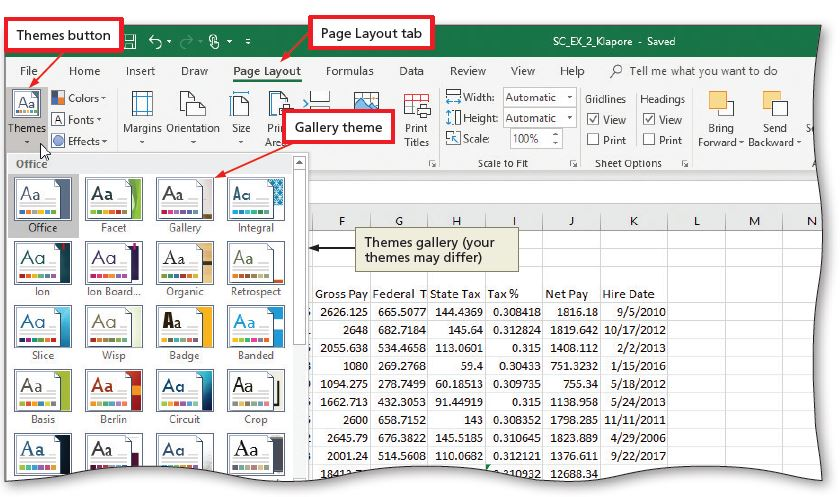 Themes button
Page Layout tab
SC_EX_2_Klapore - Saved
File Home Insert Draw Page Layout Formulas Data Review View Help Tell me what you want to do
Themes
Colors
Fonts
Effects
Margins Orientation Size
Gallery theme
Print Titles
Width: Automatic
Height: Automatic
Scale: 100%
Scale to Fit
Gridlines Headings
View View
Print Print
Sheet Options
Bring Forward
Send Backward
Office
Office Facet Gallery Integral
Ion Ion Board... Organic Retrospect
Slice Wisp Badge Banded
Basis Berlin Circuit Crop
Themes gallery (your
themes may differ)
F G H I J K L M N
Gross Pay Federal T State Tax Tax % Net Pay Hire Date
2626.125 665.5077 144.4369 0.308418 1816.18 9/5/2010
2648 682.7184 145.64 0.312824 1819.642 10/17/2012
2055.638 534.4658 113.0601 0.315 1408.112 2/2/2013
1080 269.2768 59.4 0.30433 751.3232 1/15/2016
1094.275 278.7499 60.18513 0.309735 755.34 5/18/2012
1662.713 432.3053 91.44919 0.315 1138.958 5/24/2013
2600 658.7152 143 0.308352 1798.285 11/11/2011
2645.79 676.3822 145.5185 0.310645 1823.889 4/29/2006
2001.24 514.5608 110.0682 0.312121 1376.611 9/22/2017
12688.34